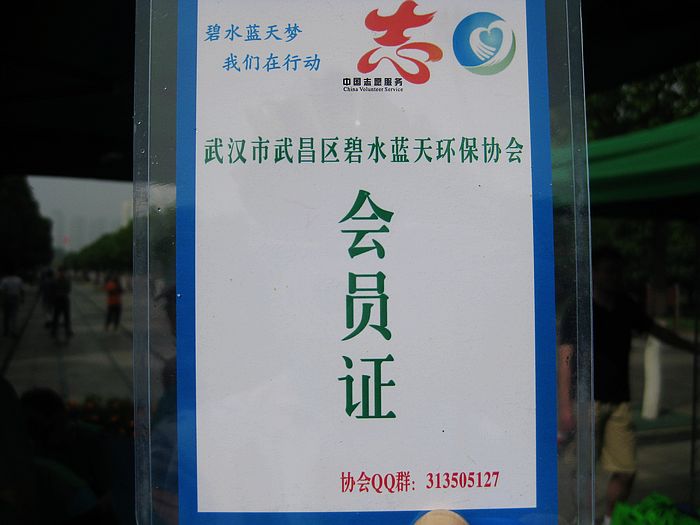 碧水蓝天梦
我们在行动
志
中国志愿服务
China Volunteer Service
武汉市武昌区碧水蓝天环保协会
会
员
证
协会QQ群：313505127